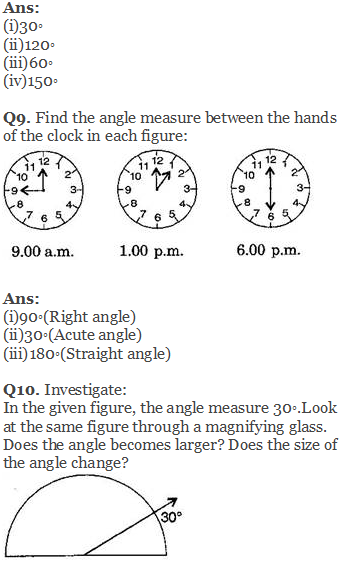 Ans:
(i)30◦
(ii)120◦
(iii)60◦
(iv)150◦
Q9. Find the angle measure between the hands
of the clock in each figure:
11 12 1
10 2
9 3
8 4
7 6 5
11 12 1
10 2
9 3
8 4
7 6 5
11 12 1
10 2
9 3
8 4
7 6 5
9.00 a.m. 1.00 p.m. 6.00 p.m.
Ans:
(i)90◦(Right angle)
(ii)30◦(Acute angle)
(iii)180◦(Straight angle)
Q10. Investigate:
In the given figure, the angle measure 30◦.Look
at the same figure through a magnifying glass.
Does the angle becomes larger? Does the size of
the angle change?
30°